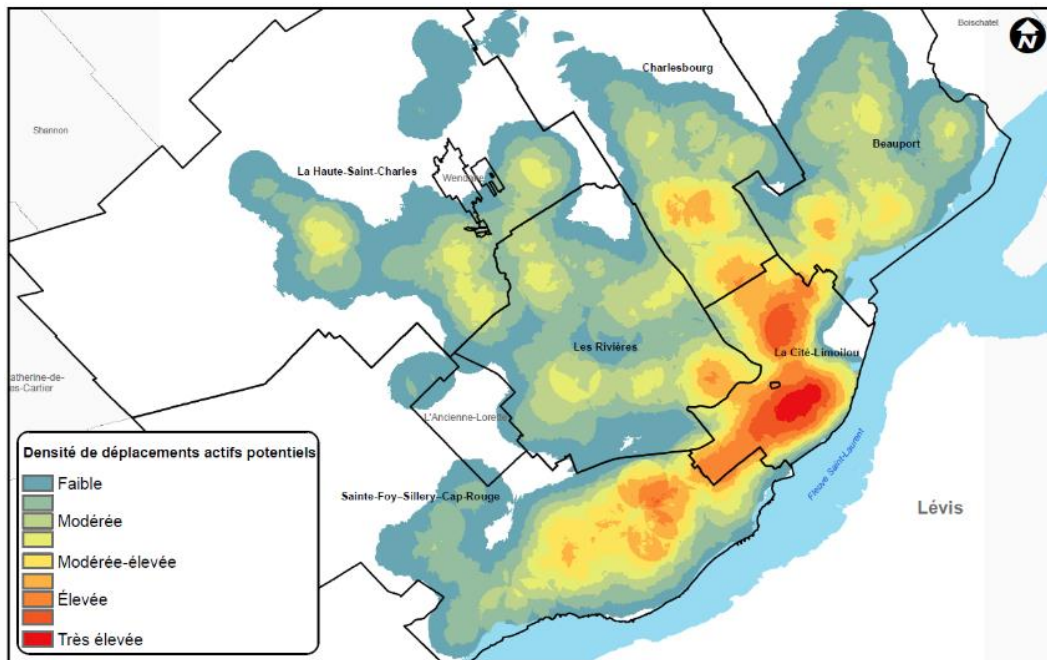 Boischatel
N
Charlesbourg
Shannon
Beauport
La Haute-Saint-Charles
Wendake
Les Rivières
La Cité-Limoilou
atherine-de-
es-Cartier
L'Ancienne-Lorette
Densité de déplacements actifs potentiels
Faible
Modérée
Modérée-élevée
Élevée
Très élevée
Sainte-Foy–Sillery–Cap-Rouge
Fleuve Saint-Laurent
Lévis